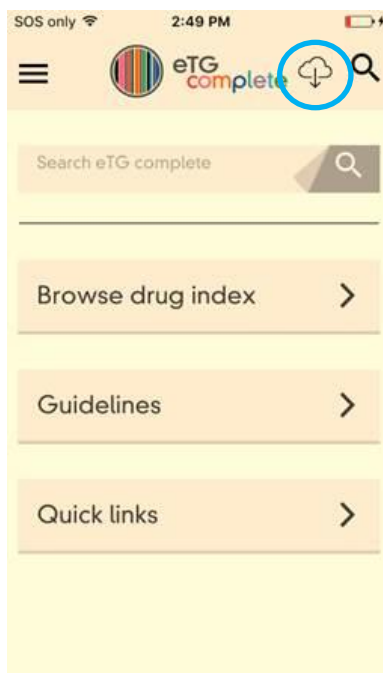 SOS only 2:49 PM
eTG
complete
Search eTG complete
Browse drug index
Guidelines
Quick links